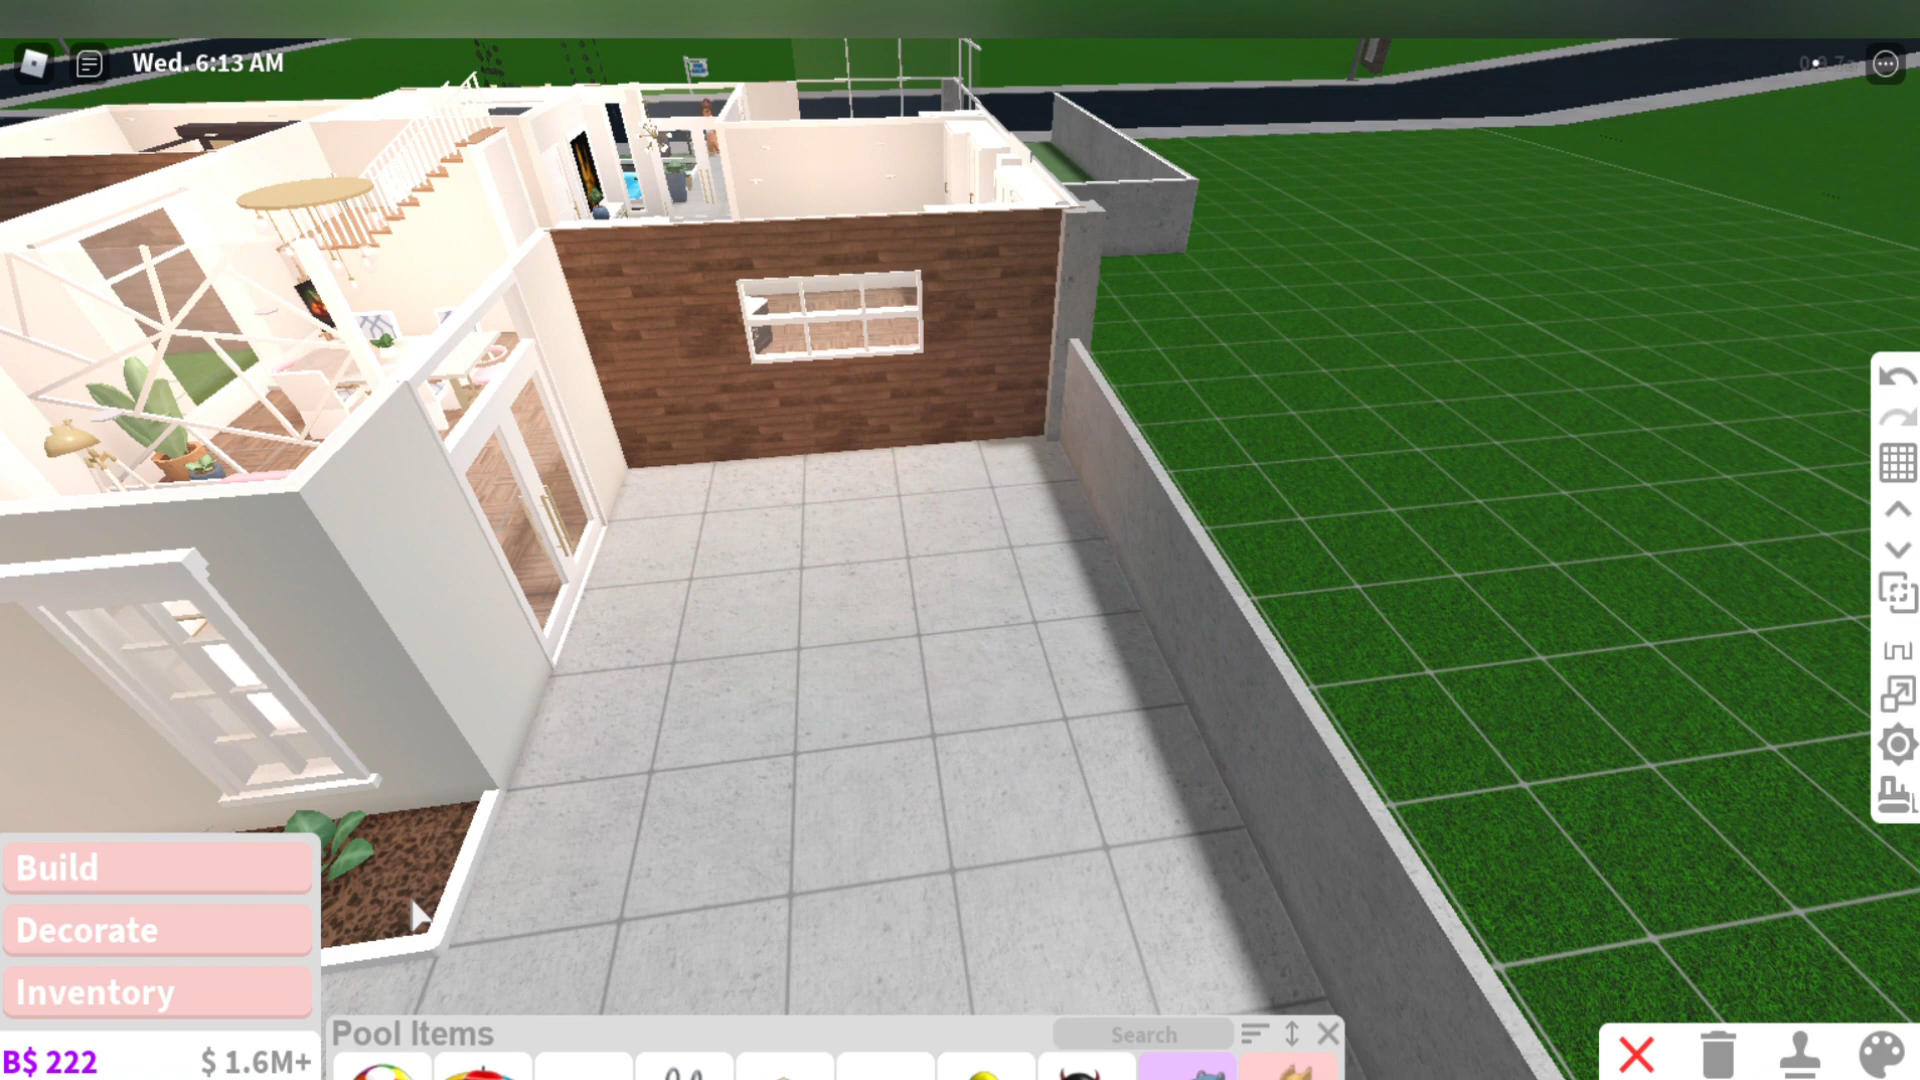 Wed. 6:13 AM
Build
Decorate
Inventory
B$ 222
$ 1.6M+
Pool Items
Search